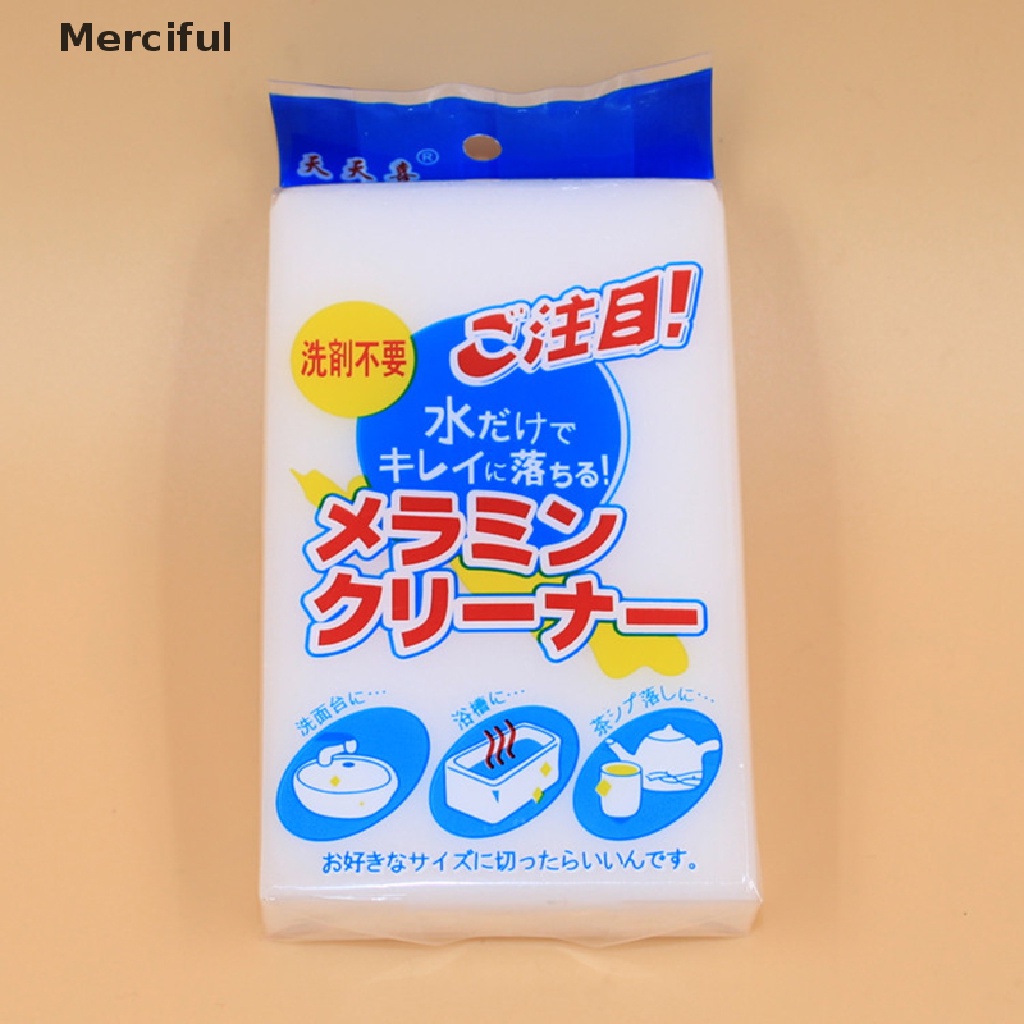 Merciful
天天喜®
ご注目!
洗剤不要
水だけで
キレイに落ちる!
メラミン
クリーナー
洗面台に…
浴槽に…
茶シブ落しに…
お好きなサイズに切ったらいいんです。